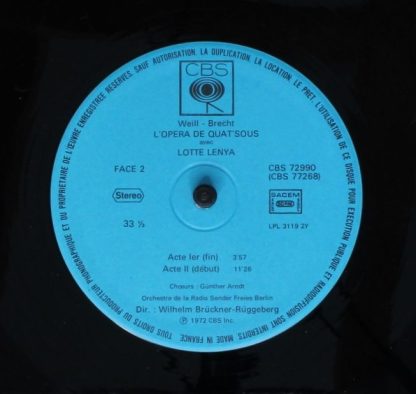 TOUS DROITS DU PRODUCTEUR PHONOGRAPHIQUE ET DU PROPRIETAIRE DE L'ŒUVRE ENREGISTREE RESERVES. SAUF AUTORISATION, LA DUPLICATION, LA LOCATION, LE PRET, L'UTILISATION DE CE DISQUE POUR EXECUTION PUBLIQUE ET RADIODIFFUSION SONT INTERDITS. MADE IN FRANCE
CBS
Weill - Brecht
L'OPERA DE QUAT'SOUS
avec
LOTTE LENYA
FACE 2
CBS 72990
(CBS 77268)
Stereo
SACEM
33 ⅓
LPL 3119 2Y
Acte Ier (fin) 3'57
Acte II (début) 11'26
Chœurs : Günther Arndt
Orchestre de la Radio Sender Freies Berlin
Dir. : Wilhelm Brückner-Rüggeberg
℗ 1972 CBS Inc.